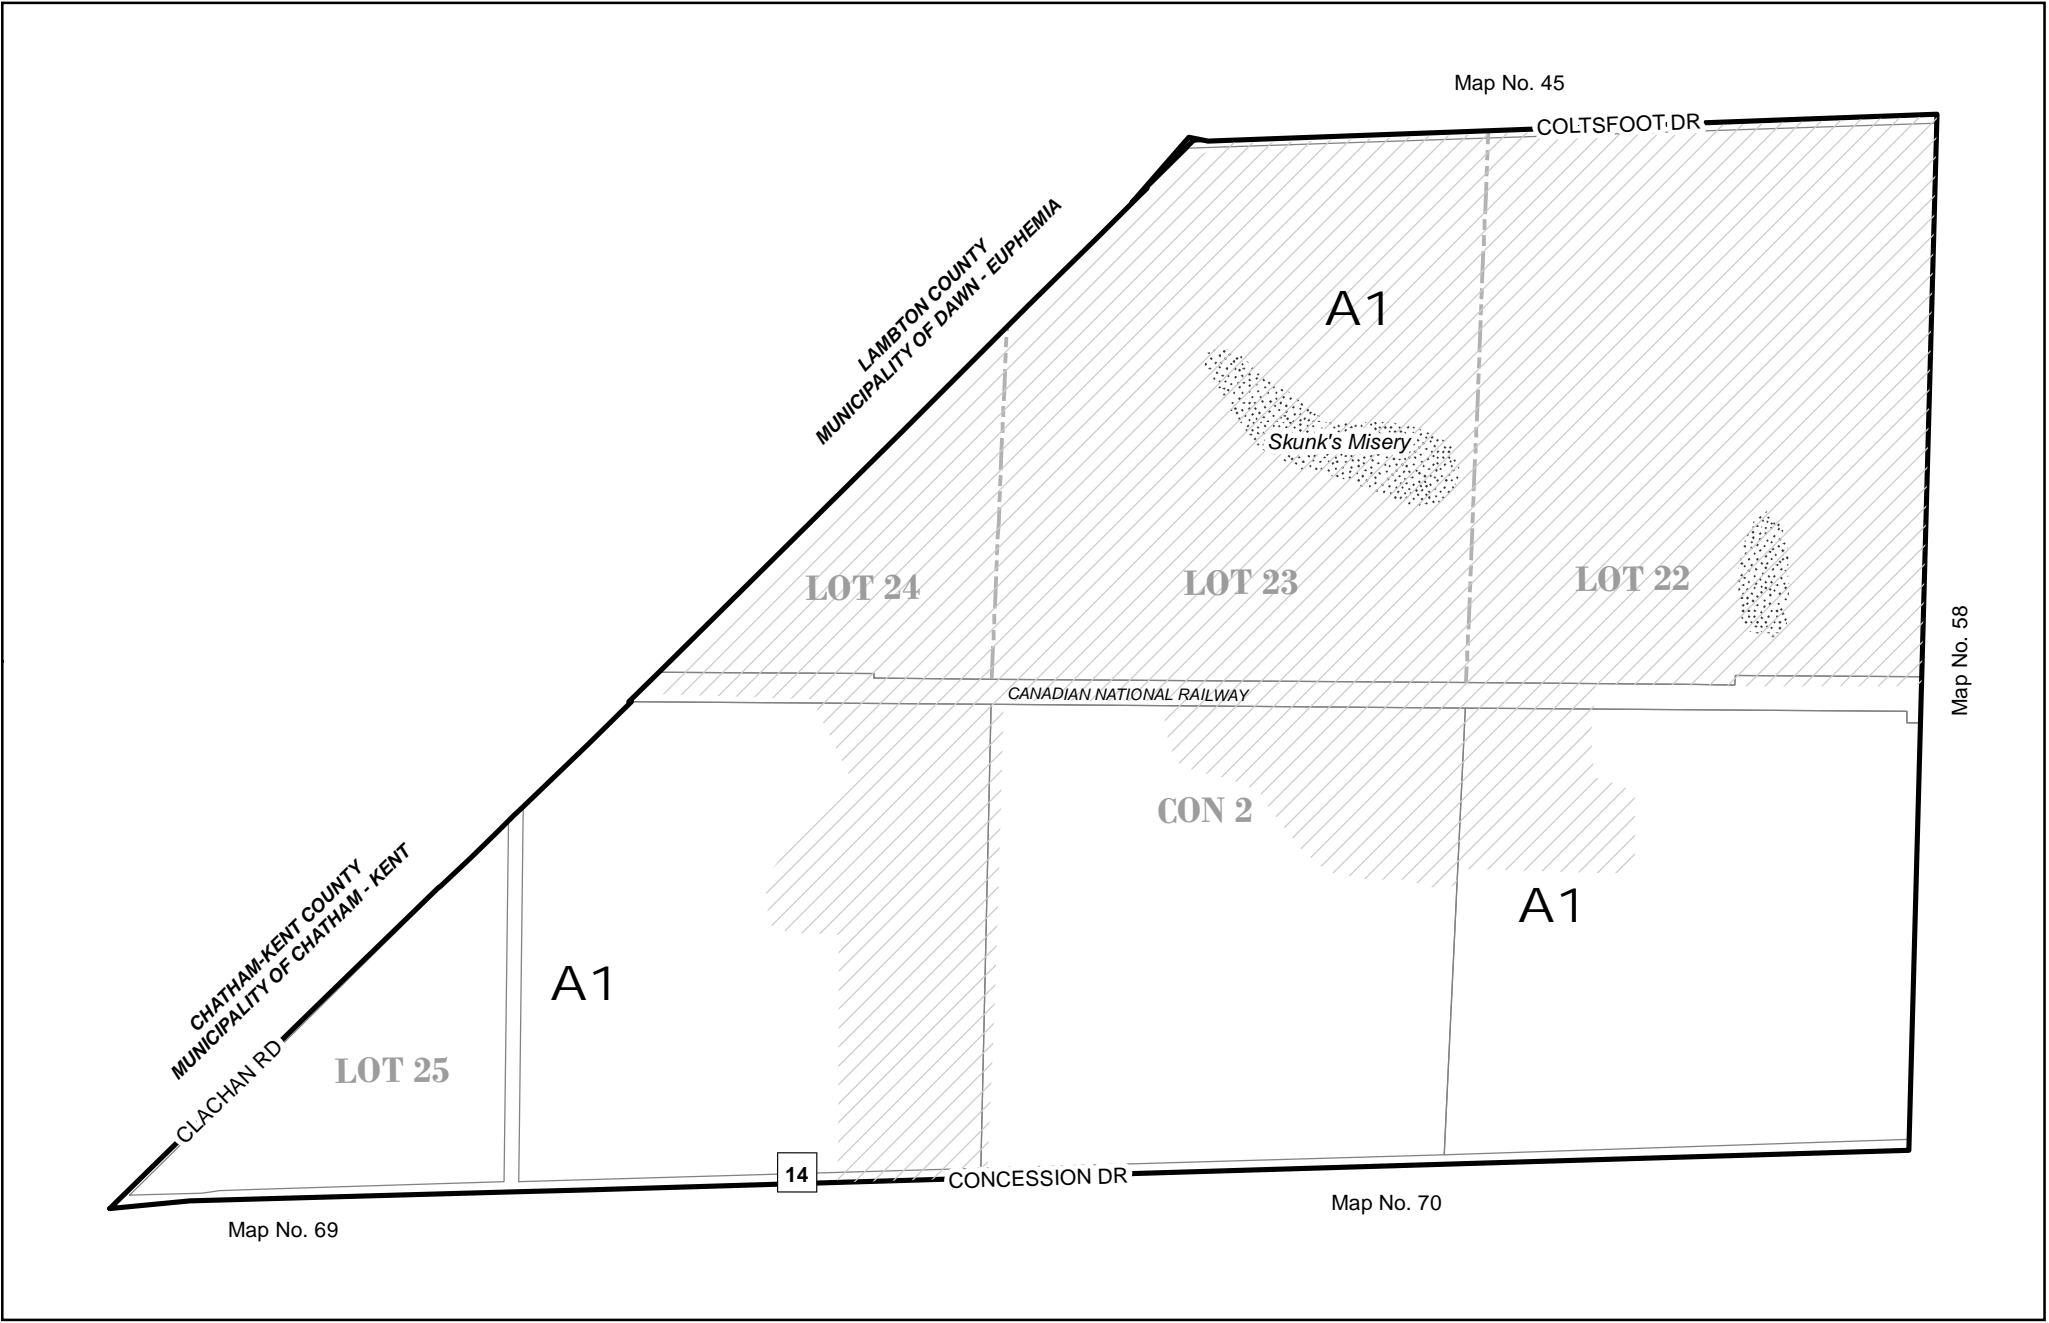 Map No. 45
COLTSFOOT DR
LAMBTON COUNTY
MUNICIPALITY OF DAWN - EUPHEMIA
A1
Skunk's Misery
LOT 24
LOT 23
LOT 22
Map No. 58
CANADIAN NATIONAL RAILWAY
CON 2
A1
CHATHAM-KENT COUNTY
MUNICIPALITY OF CHATHAM - KENT
A1
CLACHAN RD
LOT 25
14
CONCESSION DR
Map No. 70
Map No. 69